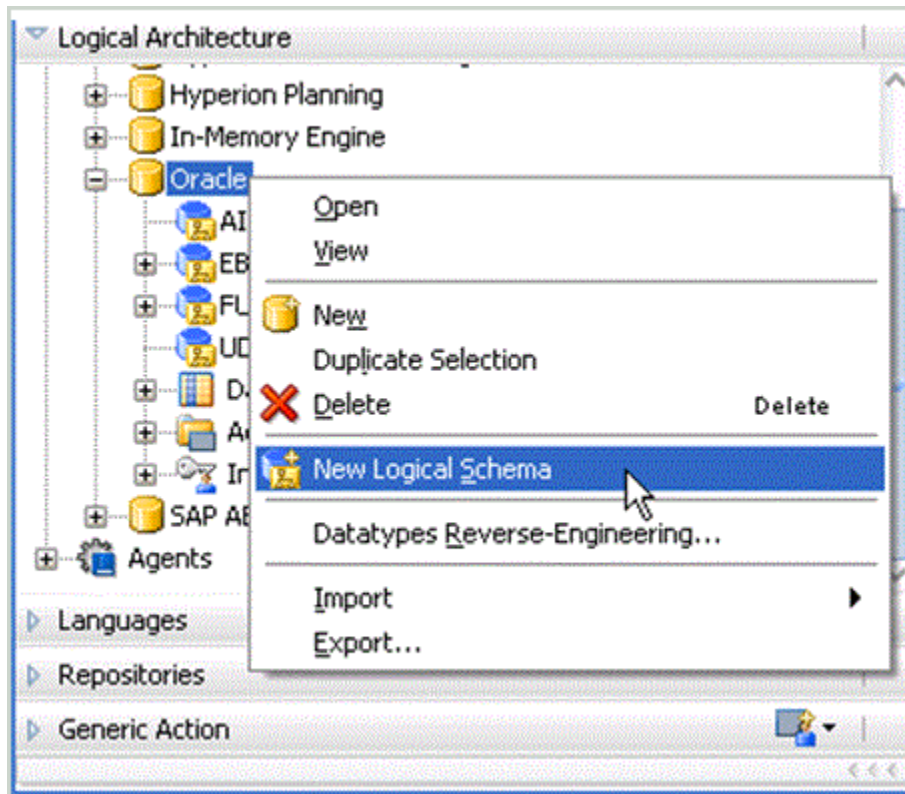 Logical Architecture
Hyperion Planning
In-Memory Engine
Oracle
Open
View
New
Duplicate Selection
Delete Delete
New Logical Schema
SAP
Datatypes Reverse-Engineering...
Agents
Import
Export...
Languages
Repositories
Generic Action